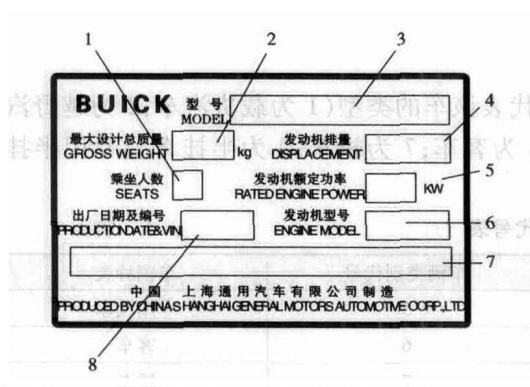 1 2 3
BUICK 型号
MODEL
4
最大设计总质量 发动机排量
GROSS WEIGHT kg DISPLACEMENT
5
乘坐人数 发动机额定功率
SEATS RATED ENGINE POWER KW
出厂日期及编号 发动机型号 6
PRODUCTIONDATE&VIN ENGINE MODEL
7
中国 上海通用汽车有限公司制造
PRODUCED BY CHINA SHANGHAI GENERAL MOTORS AUTOMOTIVE CORP.,LTD
8